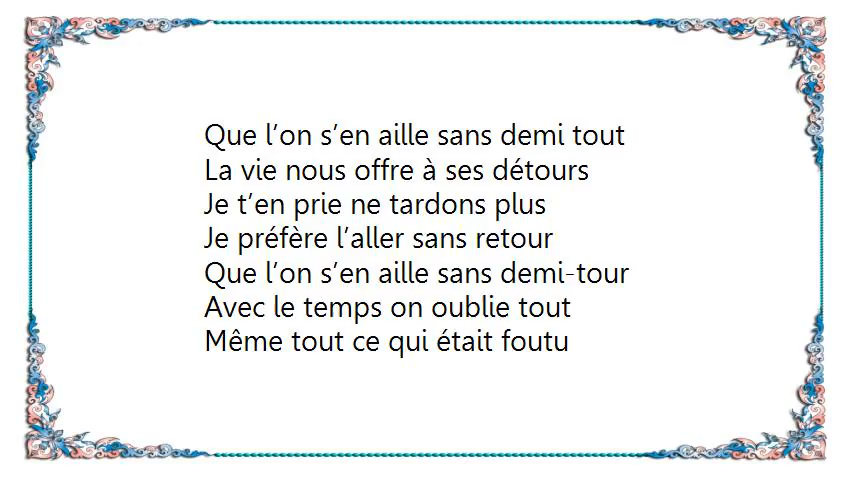 Que l’on s’en aille sans demi tout
La vie nous offre à ses détours
Je t’en prie ne tardons plus
Je préfère l’aller sans retour
Que l’on s’en aille sans demi-tour
Avec le temps on oublie tout
Même tout ce qui était foutu